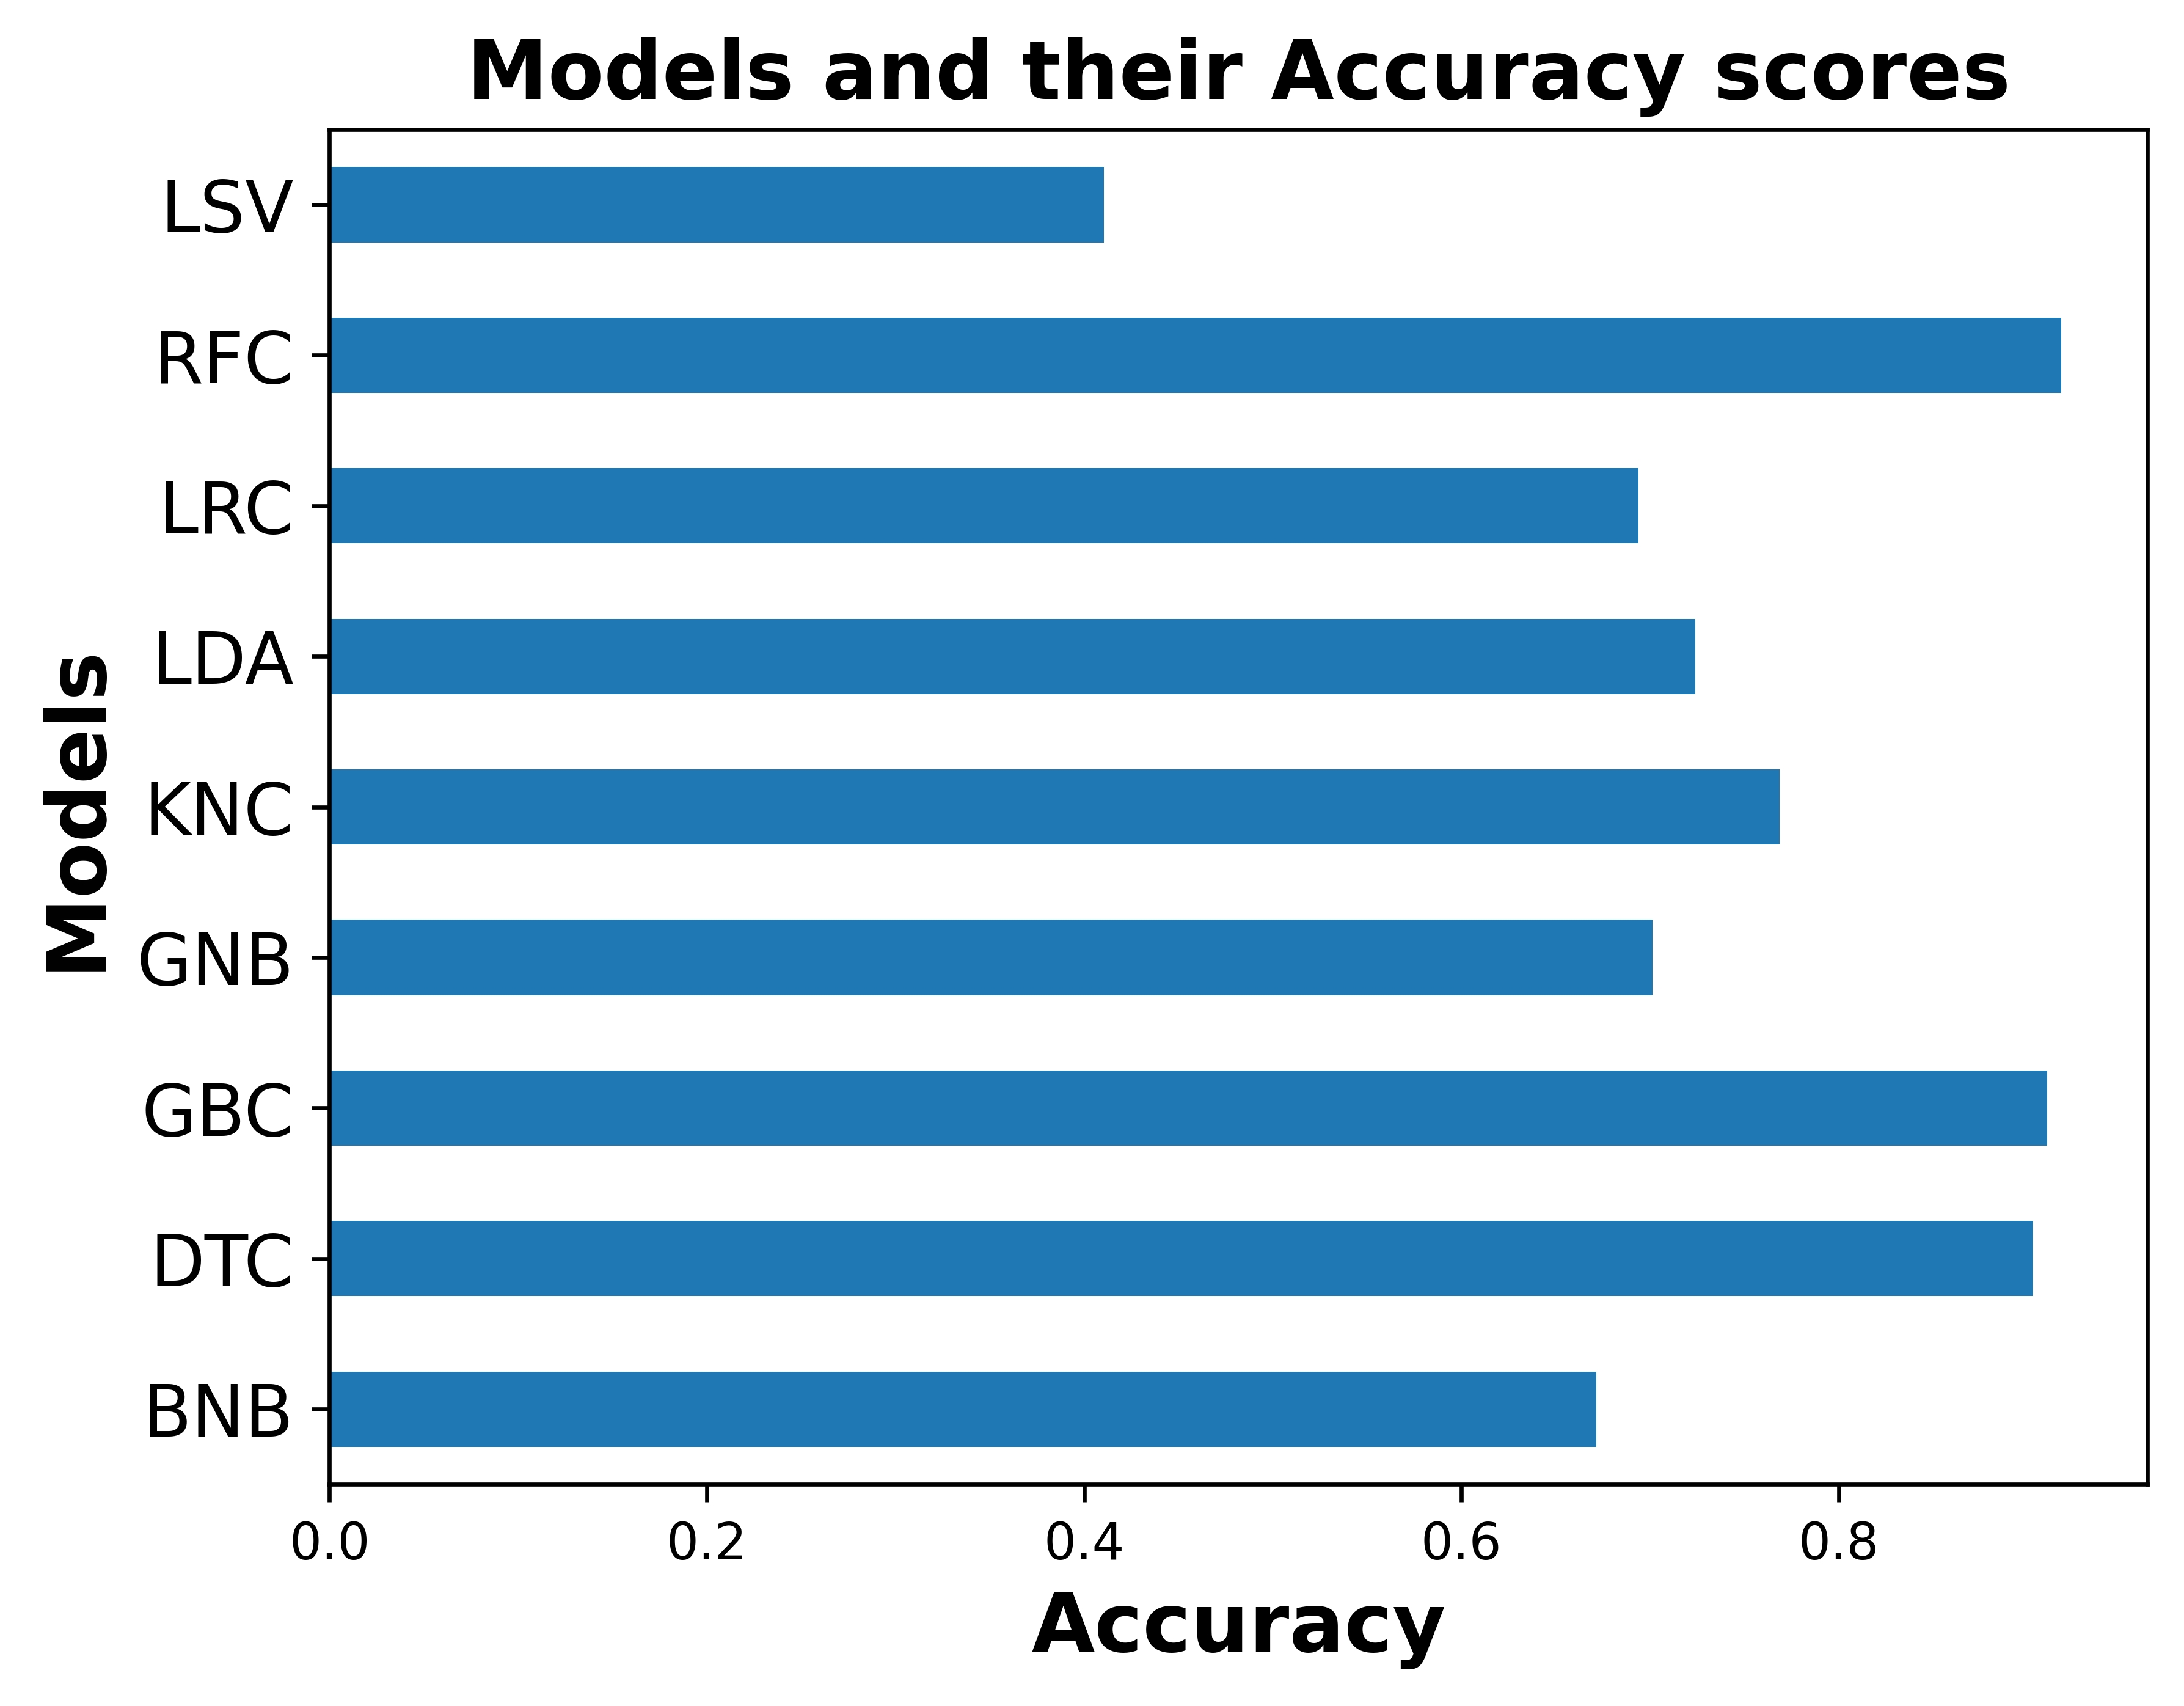 Models and their Accuracy scores
LSV
RFC
LRC
LDA
KNC
GNB
GBC
DTC
BNB
Models
0.0 0.2 0.4 0.6 0.8
Accuracy